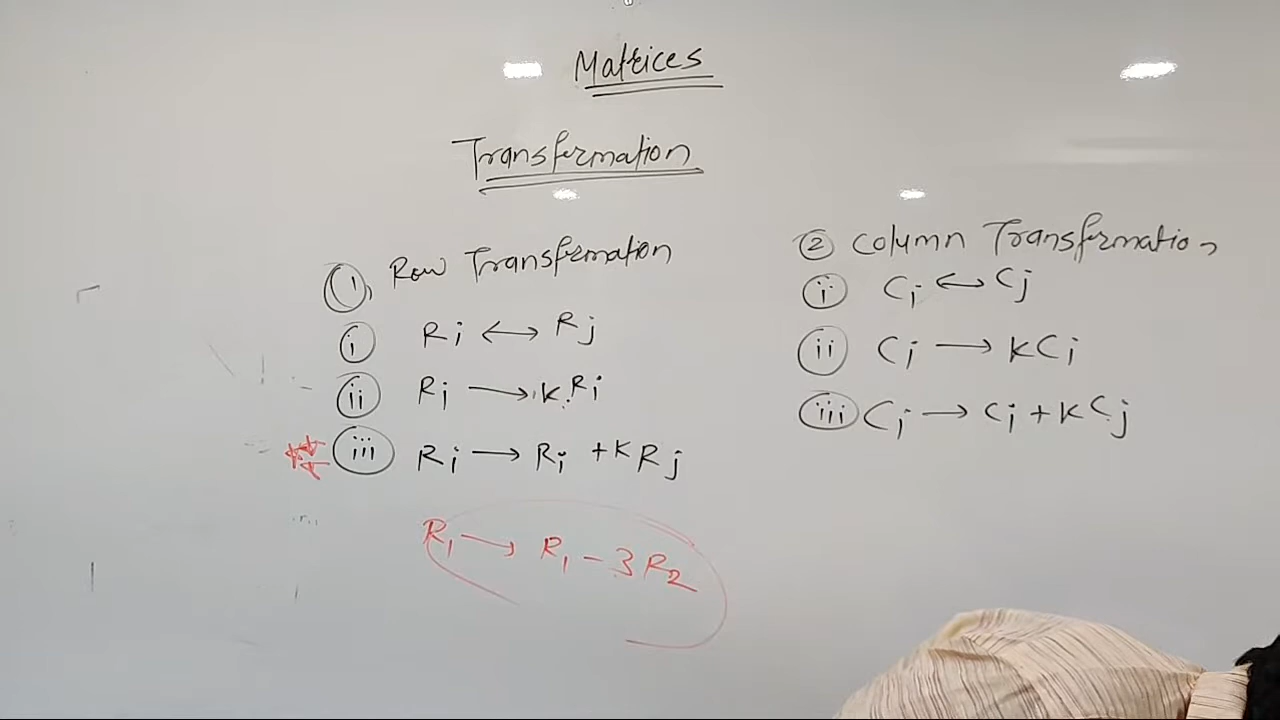 Matrices
Transformation
① Row Transformation
ⓘ Ri ⟷ Rj
ⅱ Ri ⟶ kRi
ⅲ Ri ⟶ Ri + kRj
R1 ⟶ R1 - 3R2
② Column Transformation
ⓘ Ci ⟷ Cj
ⅱ Ci ⟶ kCi
ⅲ Ci ⟶ Ci + kCj